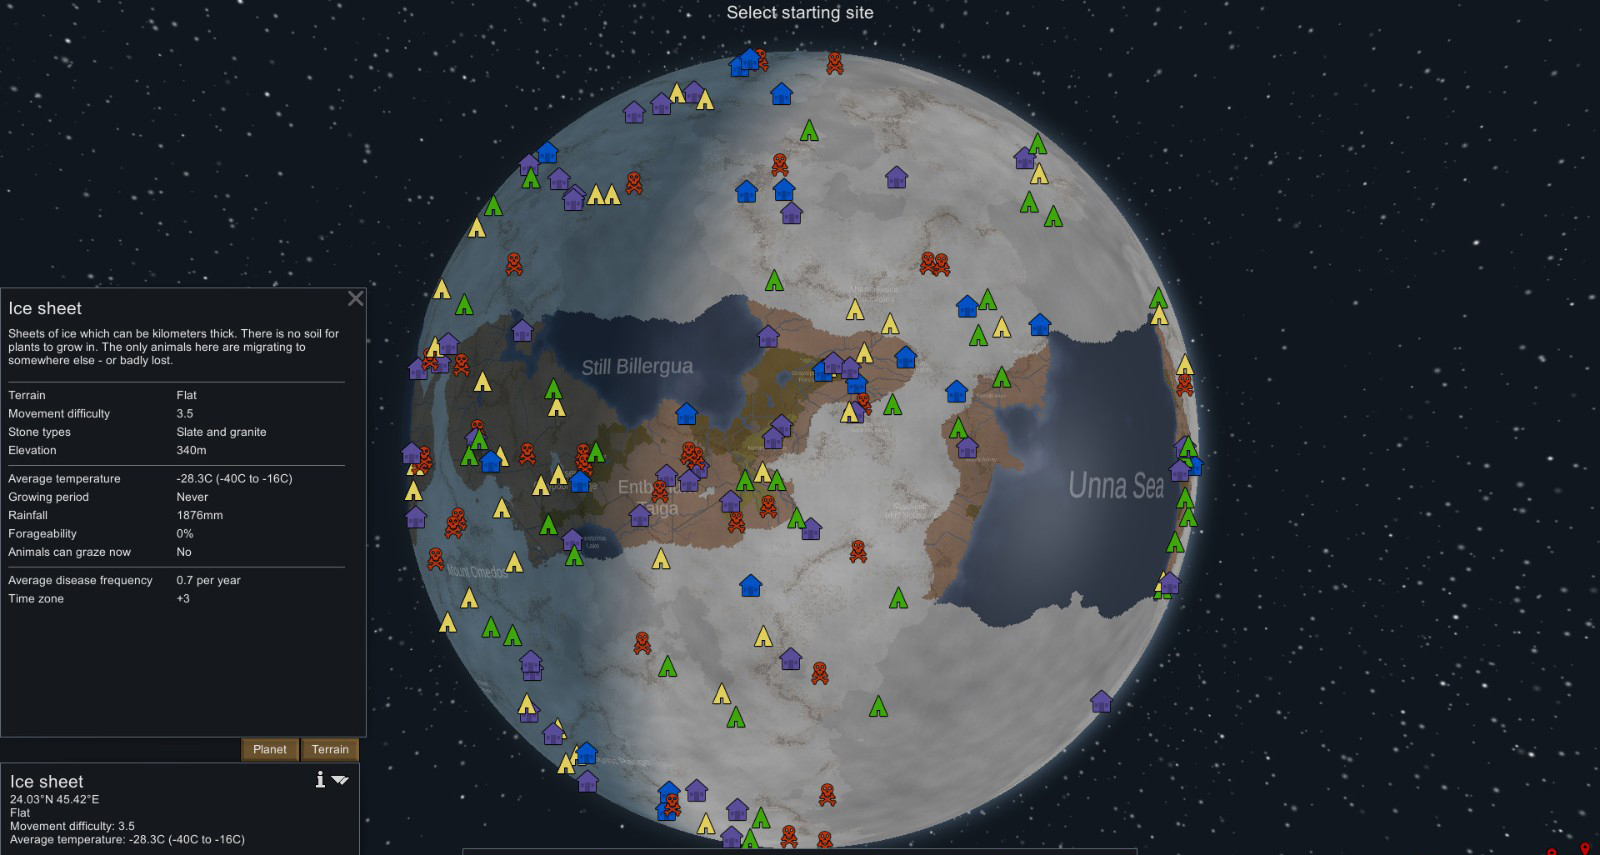 Select starting site
Still Billergua
Unna Sea
Taiga
Mount Omedos
Lake
Ice sheet
Sheets of ice which can be kilometers thick. There is no soil for
plants to grow in. The only animals here are migrating to
somewhere else - or badly lost.
Terrain Flat
Movement difficulty 3.5
Stone types Slate and granite
Elevation 340m
Average temperature -28.3C (-40C to -16C)
Growing period Never
Rainfall 1876mm
Forageability 0%
Animals can graze now No
Average disease frequency 0.7 per year
Time zone +3
Planet Terrain
Ice sheet
24.03°N 45.42°E
Flat
Movement difficulty: 3.5
Average temperature: -28.3C (-40C to -16C)